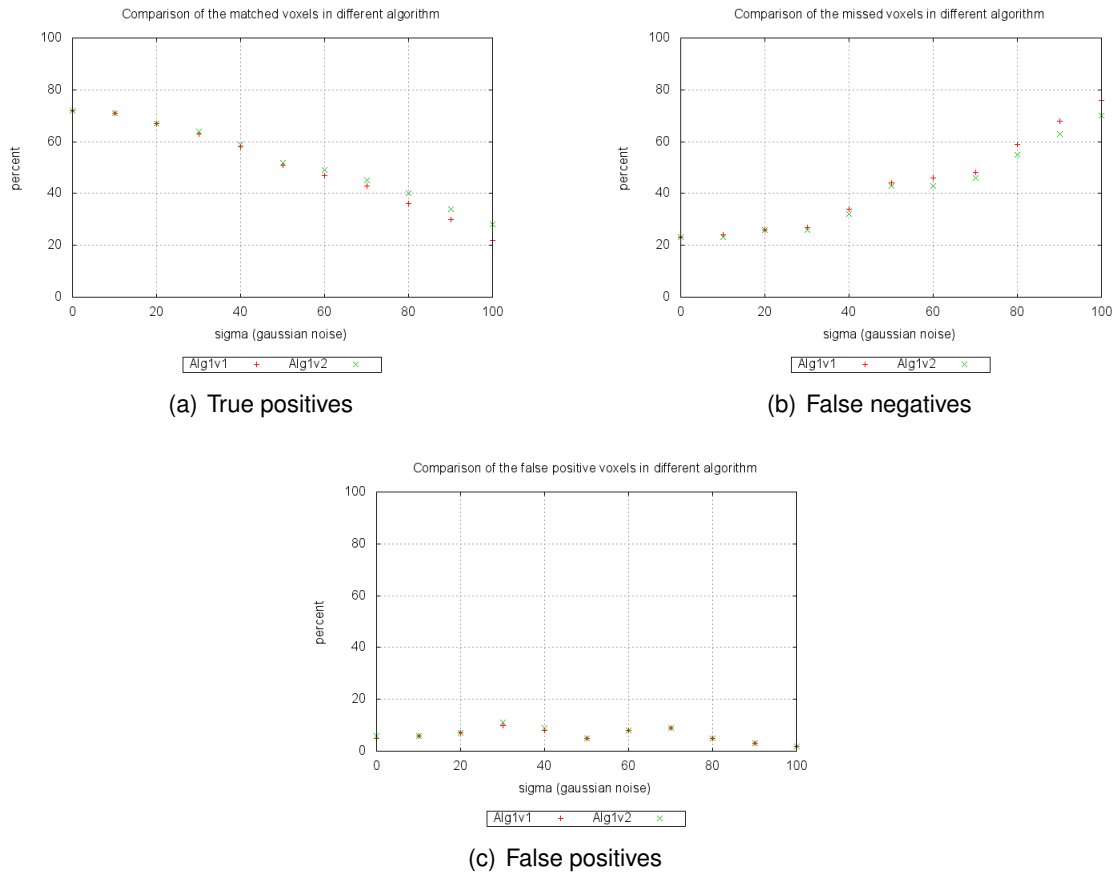 Comparison of the matched voxels in different algorithm
100
80
60
40
20
0
percent
0 20 40 60 80 100
sigma (gaussian noise)
Alg1v1 + Alg1v2 ×
(a) True positives
Comparison of the missed voxels in different algorithm
100
80
60
40
20
0
percent
0 20 40 60 80 100
sigma (gaussian noise)
Alg1v1 + Alg1v2 ×
(b) False negatives
Comparison of the false positive voxels in different algorithm
100
80
60
40
20
0
percent
0 20 40 60 80 100
sigma (gaussian noise)
Alg1v1 + Alg1v2 ×
(c) False positives